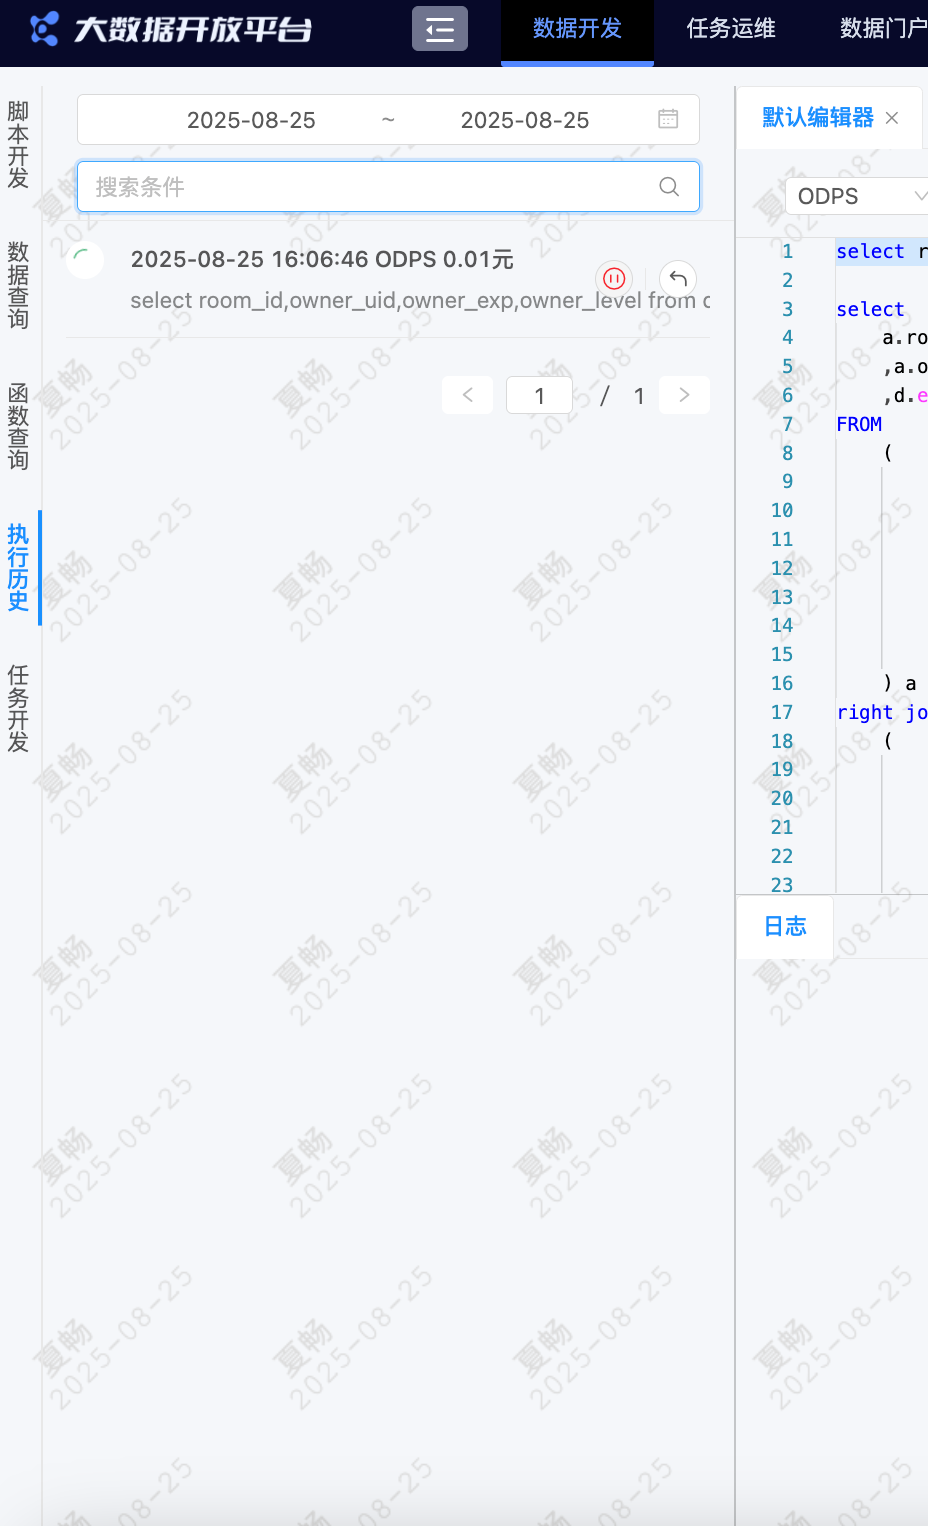 大数据开放平台
数据开发
任务运维
数据门户
脚本开发
数据查询
函数查询
执行历史
任务开发
2025-08-25 ~ 2025-08-25
搜索条件
2025-08-25 16:06:46 ODPS 0.01元
select room_id,owner_uid,owner_exp,owner_level from
1 / 1
默认编辑器
ODPS
1 select r
2
3 select
4 a.ro
5 ,a.o
6 ,d.e
7 FROM
8 (
9
10
11
12
13
14
15
16 ) a
17 right jo
18 (
19
20
21
22
23
日志
夏畅
2025-08-25